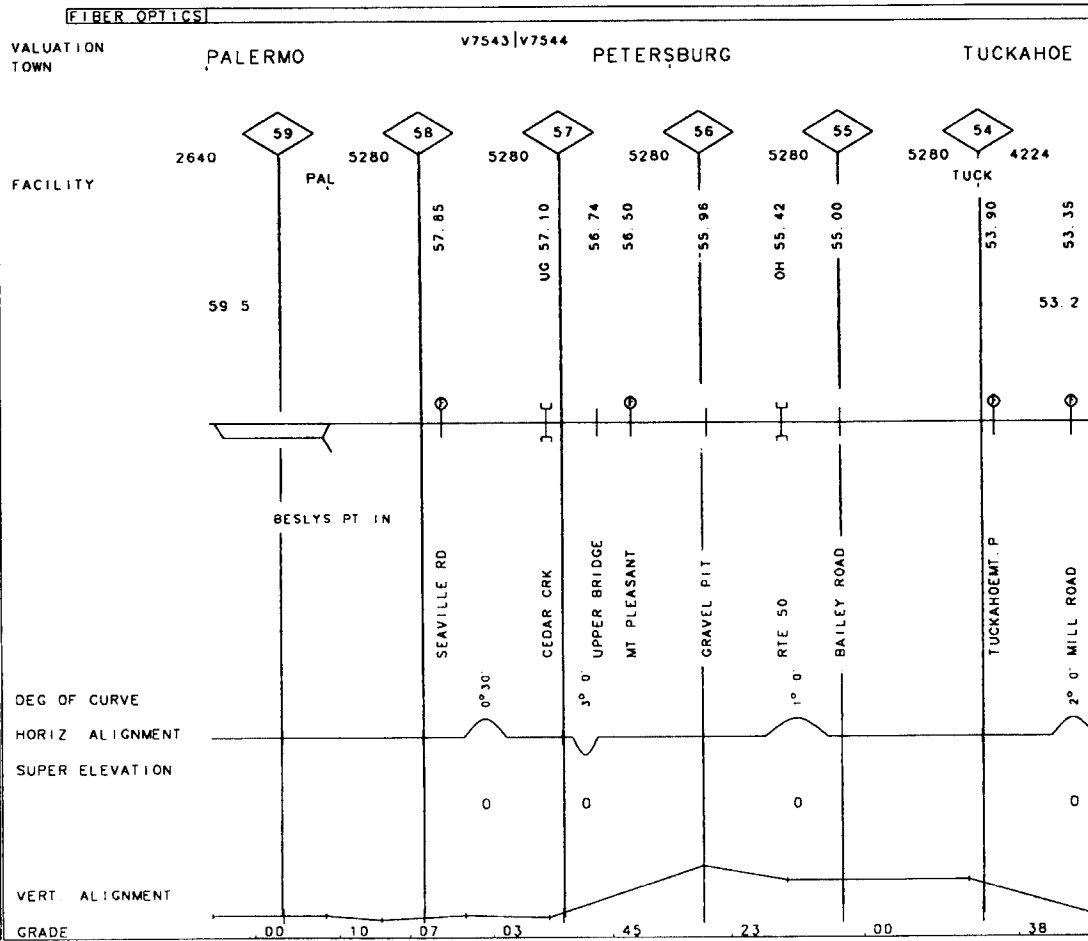 FIBER OPTICS
VALUATION
TOWN
V7543|V7544
PALERMO PETERSBURG TUCKAHOE
59 58 57 56 55 54
2640 5280 5280 5280 5280 5280 4224
FACILITY
PAL TUCK
57.85
UG 57.10
56.74
56.50
55.96
OH 55.42
55.00
53.90
53.35
59 5 53.2
BESLYS PT IN
SEAVILLE RD
CEDAR CRK
UPPER BRIDGE
MT PLEASANT
GRAVEL PIT
RTE 50
BAILEY ROAD
TUCKAHOEMT.P
MILL ROAD
DEG OF CURVE 0°30' 3° 0' 1° 0' 2° 0'
HORIZ ALIGNMENT
SUPER ELEVATION
0 0 0 0
VERT. ALIGNMENT
GRADE .00 .10 .07 .03 .45 .23 .00 .38